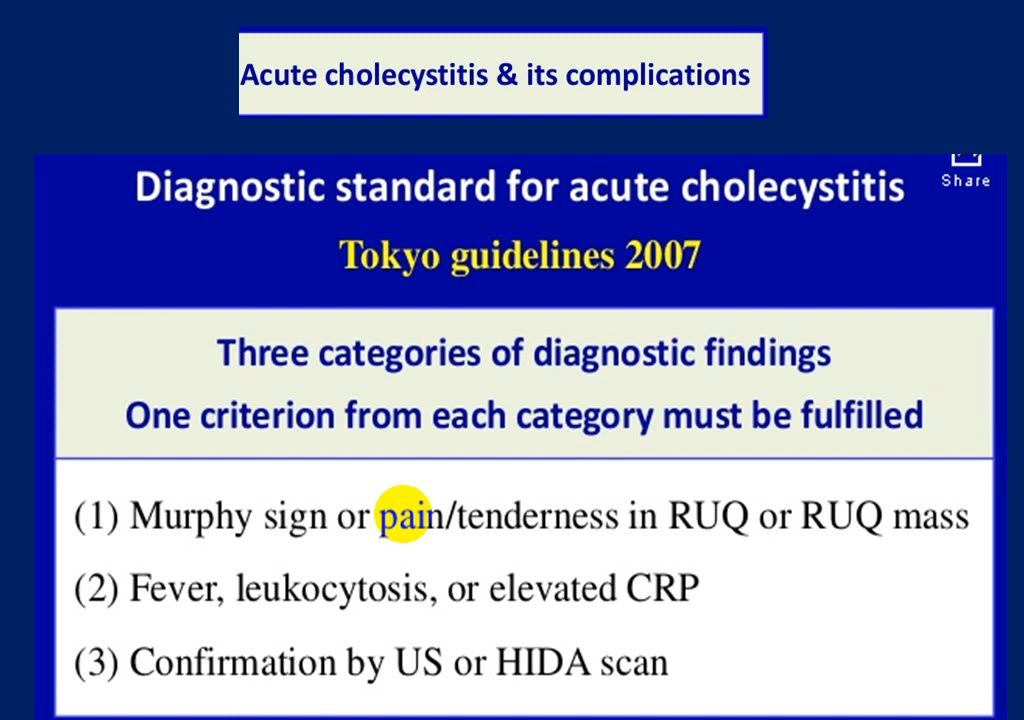 Acute cholecystitis & its complications
Share
Diagnostic standard for acute cholecystitis
Tokyo guidelines 2007
Three categories of diagnostic findings
One criterion from each category must be fulfilled
(1) Murphy sign or pain/tenderness in RUQ or RUQ mass
(2) Fever, leukocytosis, or elevated CRP
(3) Confirmation by US or HIDA scan